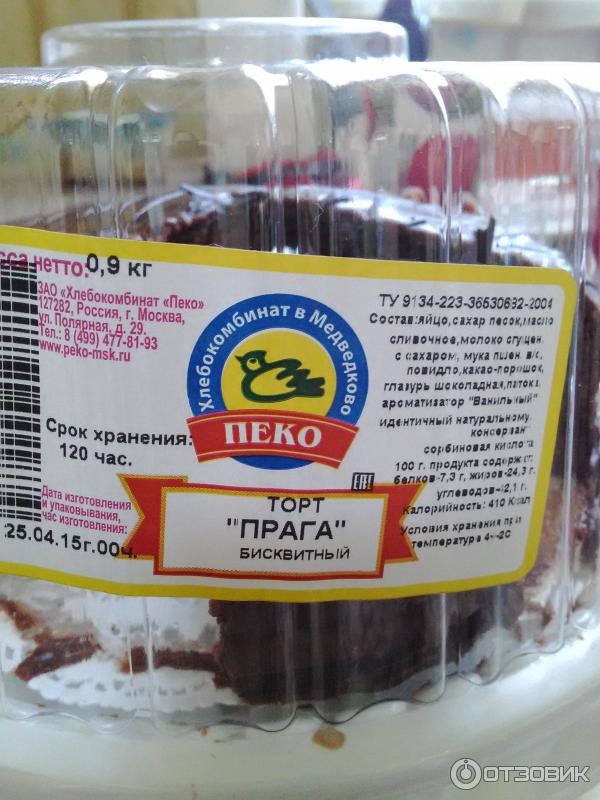 нетто: 0,9 кг
ЗАО «Хлебокомбинат «Пеко»
127282, Россия, г. Москва,
ул. Полярная, д. 29.
Тел.: 8 (499) 477-81-93
www.peko-msk.ru
Срок хранения:
120 час.
Дата изготовления
и упаковывания,
час изготовления:
25.04.15г.00ч.
Хлебокомбинат в Медведково
ПЕКО
ТОРТ
"ПРАГА"
БИСКВИТНЫЙ
ТУ 9134-223-36530692-2004
Состав:яйцо,сахар песок,масло
сливочное,молоко сгущен.
с сахаром, мука пшен. в/с,
повидло,какао-порошок,
глазурь шоколадная,патока.
ароматизатор "Ванильный"
идентичный натуральному.
консервант
сорбиновая кислота
100 г. продукта содержат:
белков-7,3 г, жиров-24,3 г.
углеводов-42,1 г.
Калорийность: 410 Ккал
Условия хранения при
температуре 4+-2С
ОТЗОВИК